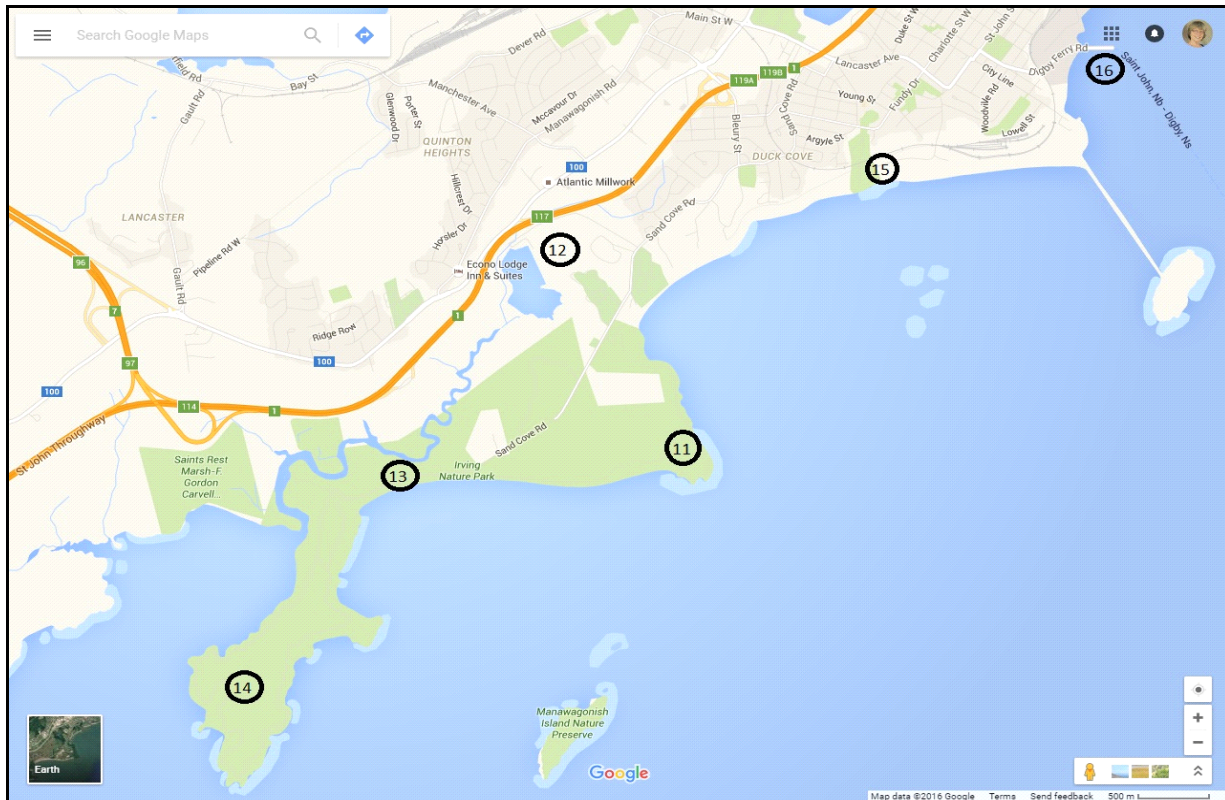 Search Google Maps
Main St W
Dever Rd
Duke St W
Charlotte St W
St John St
Digby Ferry Rd
Saint John, Nb - Digby, Ns
16
Gault Rd
Bay St
Manchester Ave
Mccavour Dr
Manawagonish Rd
119A
119B
1
Lancaster Ave
City Line
Glenwood Dr
Porter St
Bleury St
Sand Cove Rd
Young St
Fundy Dr
Woodville Rd
Lowell St
Argyle St
QUINTON
HEIGHTS
DUCK COVE
15
100
Atlantic Millwork
Hillcrest Dr
LANCASTER
117
Sand Cove Rd
Horsler Dr
Pipeline Rd W
12
96
Gault Rd
Econo Lodge
Inn & Suites
7
1
Ridge Row
97
100
100
114
1
St John Throughway
Sand Cove Rd
11
Saints Rest
Marsh-F.
Gordon
Carvell...
13
Irving
Nature Park
14
Manawagonish
Island Nature
Preserve
Earth
Google
Map data ©2016 Google Terms Send feedback 500 m